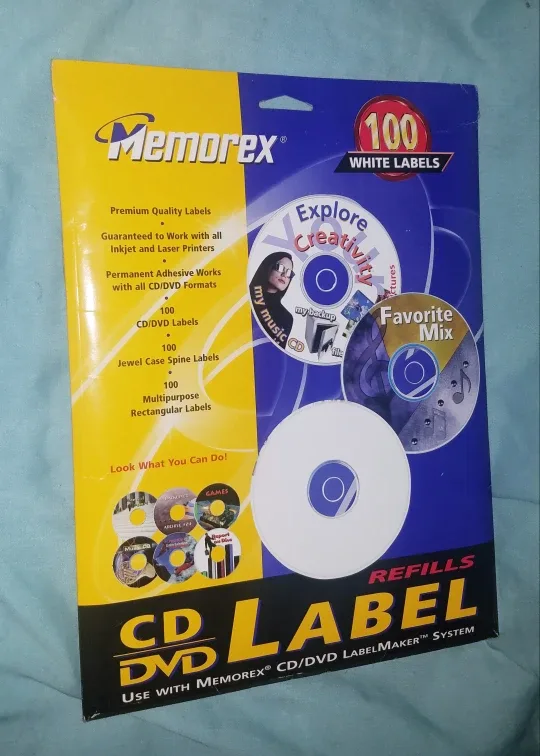 Memorex®
100
WHITE LABELS
Premium Quality Labels
•
Guaranteed to Work with all
Inkjet and Laser Printers
•
Permanent Adhesive Works
with all CD/DVD Formats
•
100
CD/DVD Labels
•
100
Jewel Case Spine Labels
•
100
Multipurpose
Rectangular Labels
Look What You Can Do!
GAMES
Explore
Creativity
my music CD
my backup
file
Favorite
Mix
REFILLS
CD
DVD
LABEL
USE WITH MEMOREX® CD/DVD LABELMAKER™ SYSTEM